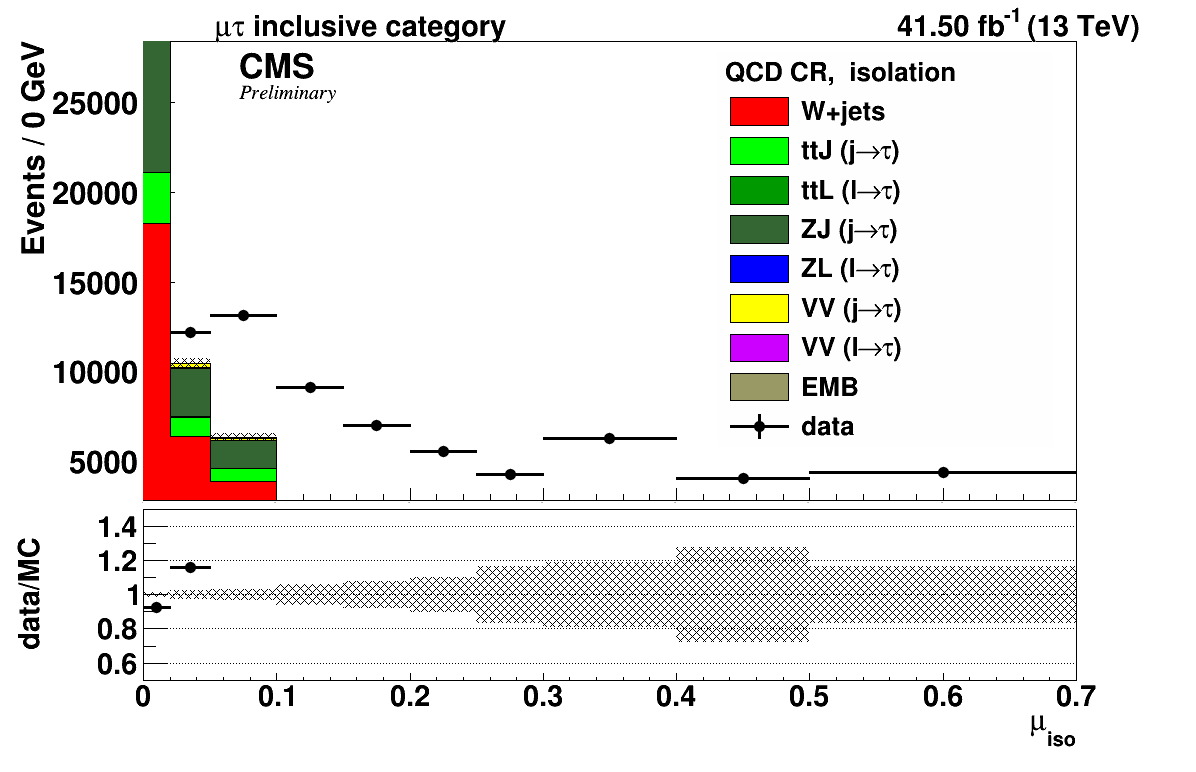 μτ inclusive category
41.50 fb-1 (13 TeV)
CMS
Preliminary
Events / 0 GeV
25000
20000
15000
10000
5000
QCD CR, isolation
W+jets
ttJ (j→τ)
ttL (l→τ)
ZJ (j→τ)
ZL (l→τ)
VV (j→τ)
VV (l→τ)
EMB
data
data/MC
1.4
1.2
1
0.8
0.6
0 0.1 0.2 0.3 0.4 0.5 0.6 0.7
μiso